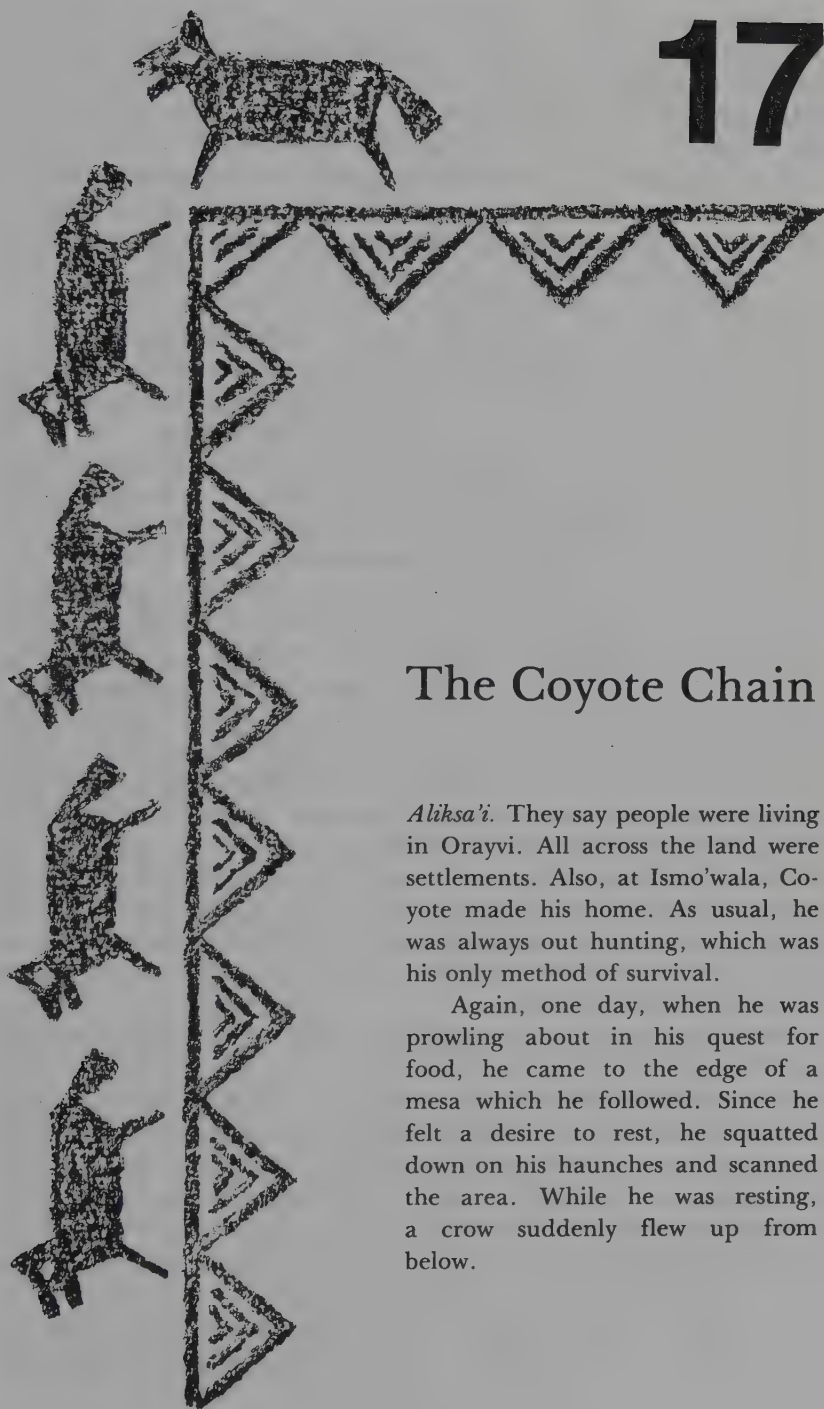 17
The Coyote Chain
Aliksa'i. They say people were living
in Orayvi. All across the land were
settlements. Also, at Ismo'wala, Co-
yote made his home. As usual, he
was always out hunting, which was
his only method of survival.
Again, one day, when he was
prowling about in his quest for
food, he came to the edge of a
mesa which he followed. Since he
felt a desire to rest, he squatted
down on his haunches and scanned
the area. While he was resting,
a crow suddenly flew up from
below.